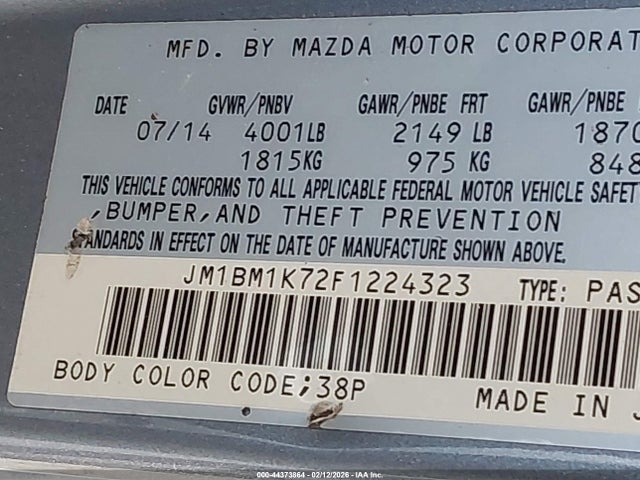 MFD. BY MAZDA MOTOR CORPORAT
DATE GVWR/PNBV GAWR/PNBE FRT GAWR/PNBE
07/14 4001LB 2149 LB 1870
1815KG 975 KG 848
THIS VEHICLE CONFORMS TO ALL APPLICABLE FEDERAL MOTOR VEHICLE SAFET
,BUMPER,AND THEFT PREVENTION
TANDARDS IN EFFECT ON THE DATE OF MANUFACTURE SHOWN ABOVE.
JM1BM1K72F1224323 TYPE: PAS
BODY COLOR CODE;38P
MADE IN J
000-44373864 - 02/12/2026 - IAA Inc.